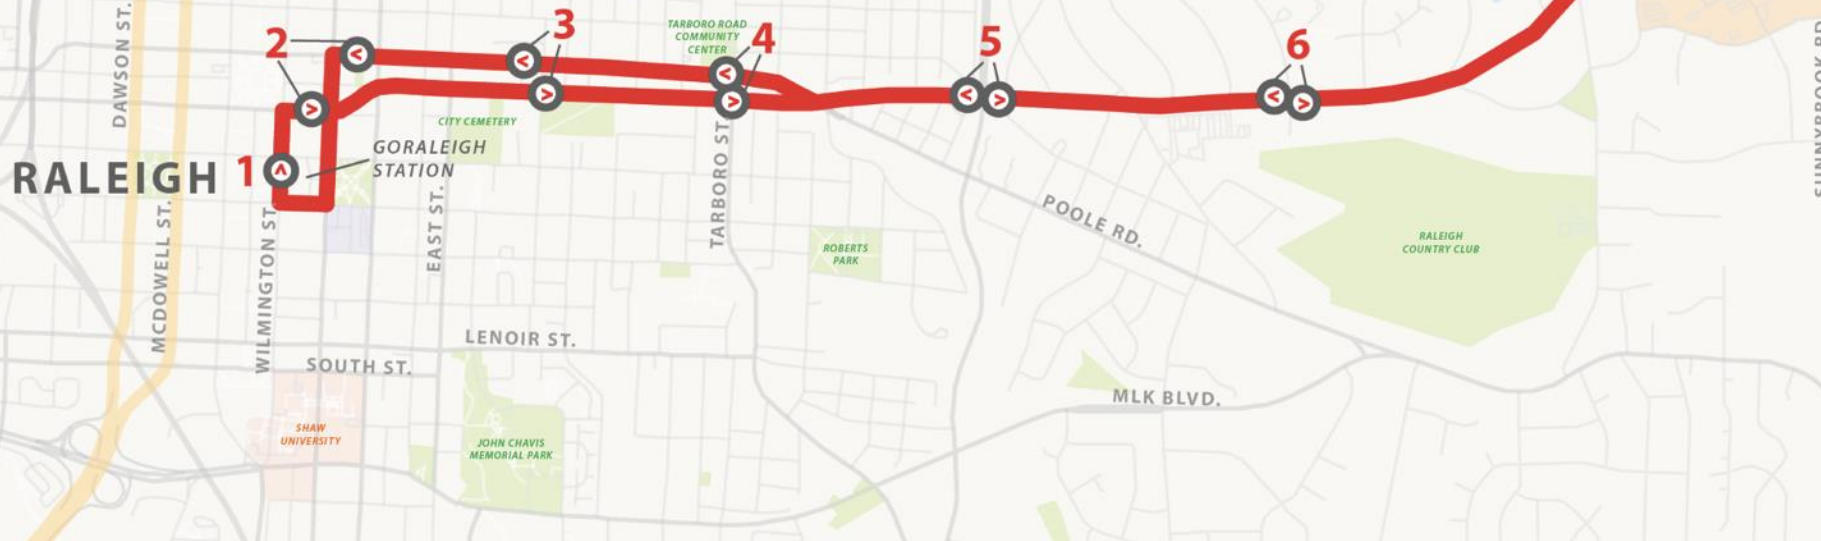 DAWSON ST.
2
3
TARBORO ROAD
COMMUNITY
CENTER
4
5
6
SUNNYBROOK RD
<
<
<
>
>
>
<
>
<
>
CITY CEMETERY
GORALEIGH
STATION
RALEIGH
1
^
MCDOWELL ST.
WILMINGTON ST.
EAST ST.
TARBORO ST.
POOLE RD.
ROBERTS
PARK
RALEIGH
COUNTRY CLUB
LENOIR ST.
SOUTH ST.
MLK BLVD.
SHAW
UNIVERSITY
JOHN CHAVIS
MEMORIAL PARK